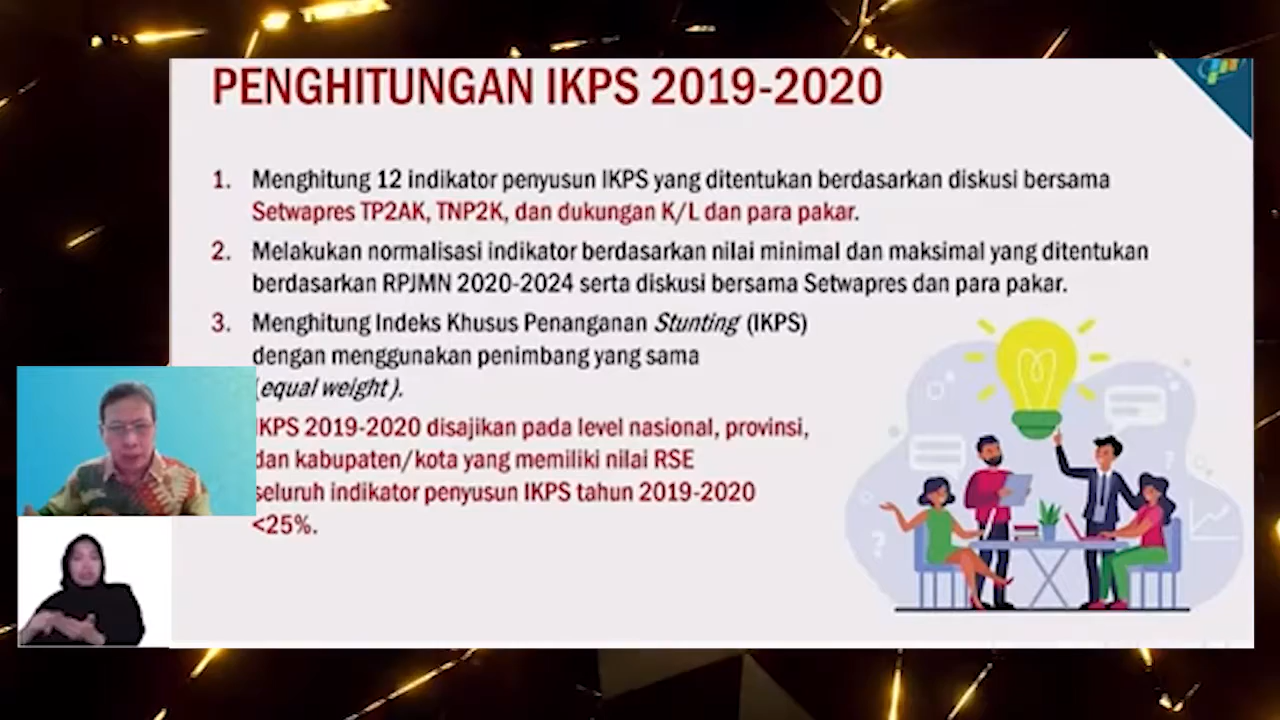 PENGHITUNGAN IKPS 2019-2020
1. Menghitung 12 indikator penyusun IKPS yang ditentukan berdasarkan diskusi bersama
Setwapres TP2AK, TNP2K, dan dukungan K/L dan para pakar.
2. Melakukan normalisasi indikator berdasarkan nilai minimal dan maksimal yang ditentukan
berdasarkan RPJMN 2020-2024 serta diskusi bersama Setwapres dan para pakar.
3. Menghitung Indeks Khusus Penanganan Stunting (IKPS)
dengan menggunakan penimbang yang sama
(equal weight).
IKPS 2019-2020 disajikan pada level nasional, provinsi,
dan kabupaten/kota yang memiliki nilai RSE
seluruh indikator penyusun IKPS tahun 2019-2020
<25%.